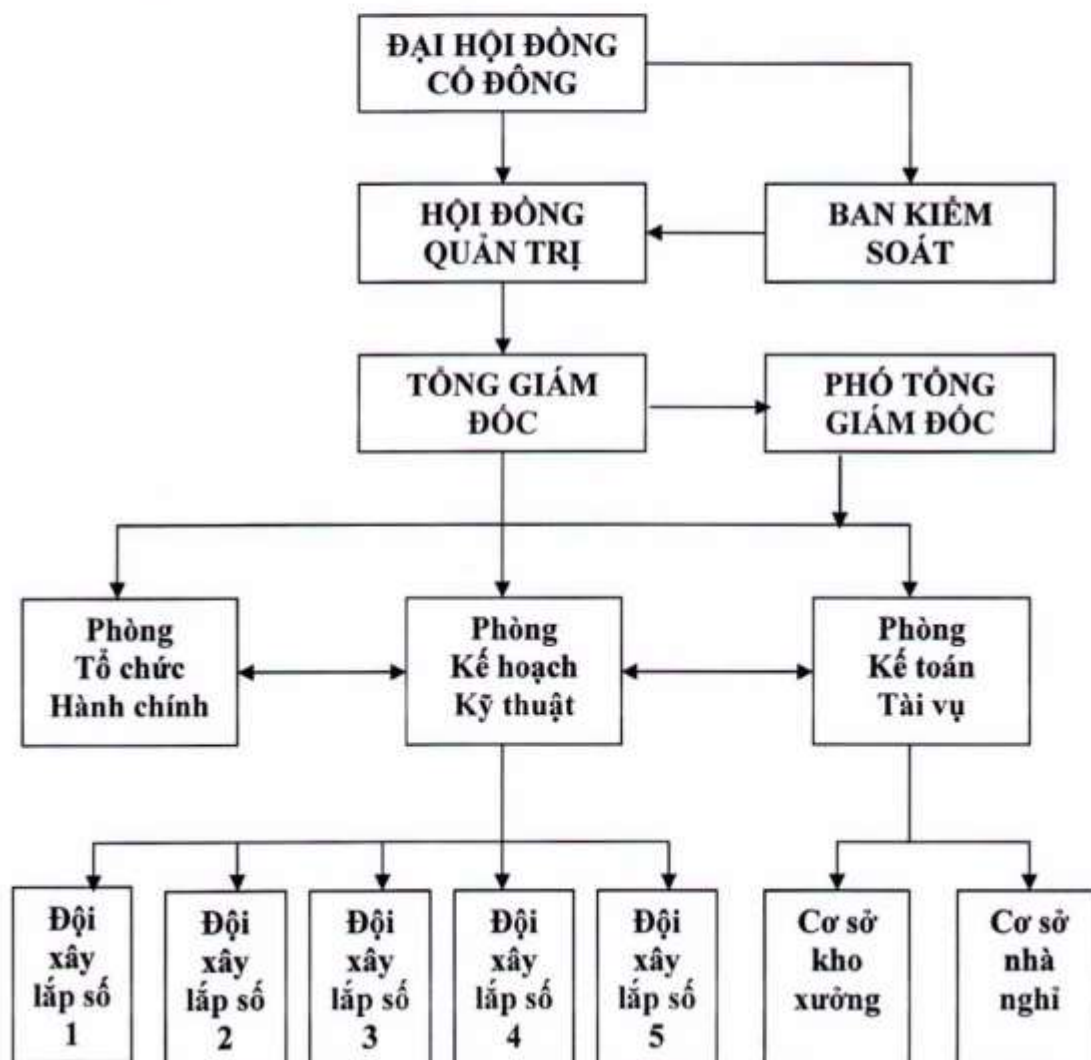 ĐẠI HỘI ĐỒNG
CỔ ĐÔNG
HỘI ĐỒNG
QUẢN TRỊ
BAN KIỂM
SOÁT
TỔNG GIÁM
ĐỐC
PHÓ TỔNG
GIÁM ĐỐC
Phòng
Tổ chức
Hành chính
Phòng
Kế hoạch
Kỹ thuật
Phòng
Kế toán
Tài vụ
Đội
xây
lắp số
1
Đội
xây
lắp số
2
Đội
xây
lắp số
3
Đội
xây
lắp số
4
Đội
xây
lắp số
5
Cơ sở
kho
xưởng
Cơ sở
nhà
nghỉ